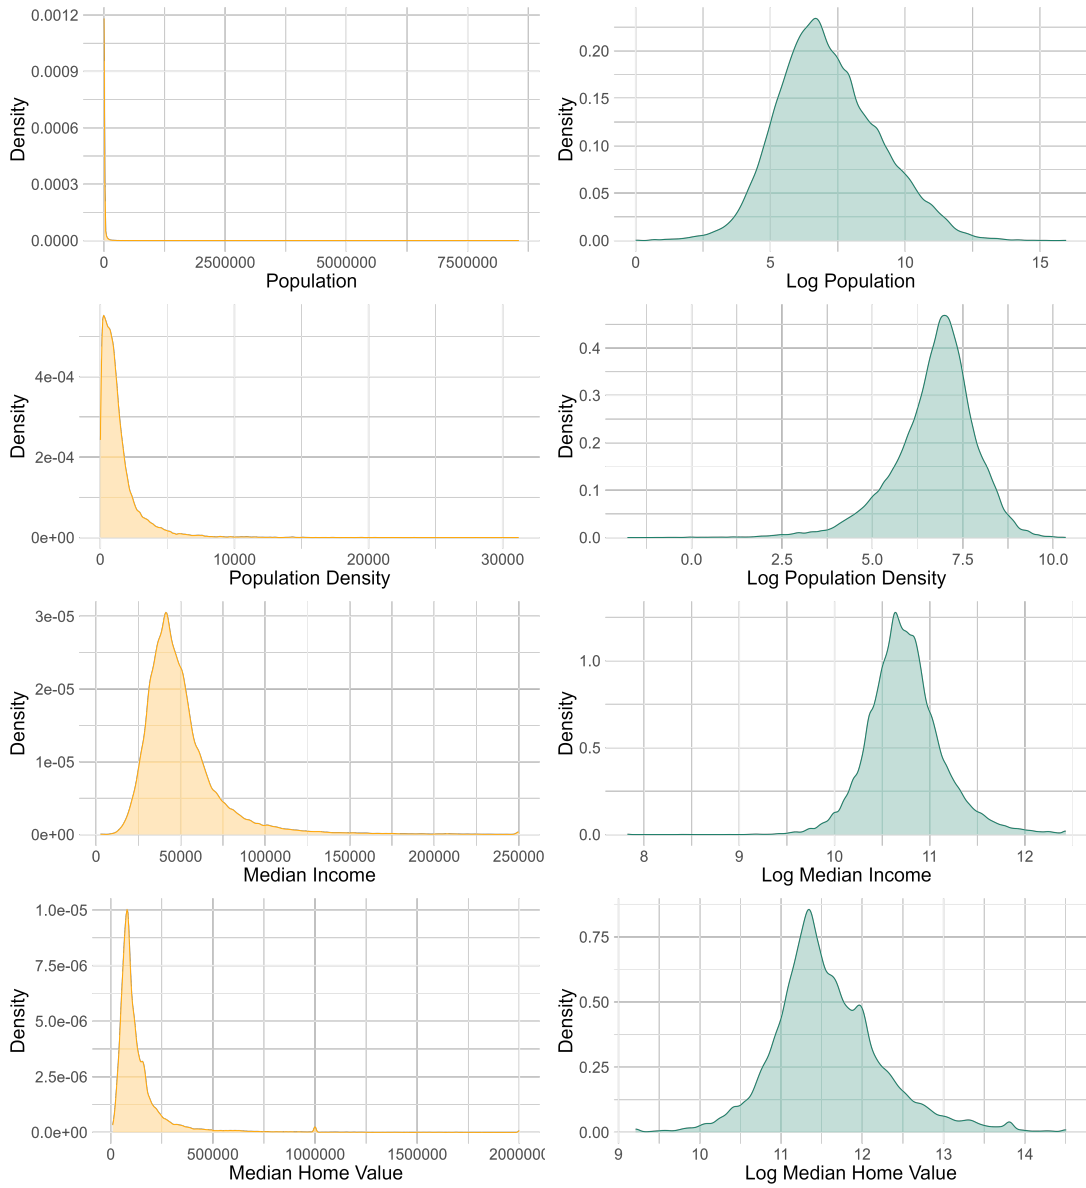 0.0012
0.0009
0.0006
0.0003
0.0000
Density
0 2500000 5000000 7500000
Population
0.20
0.15
0.10
0.05
0.00
Density
0 5 10 15
Log Population
4e-04
2e-04
0e+00
Density
0 10000 20000 30000
Population Density
0.4
0.3
0.2
0.1
0.0
Density
0.0 2.5 5.0 7.5 10.0
Log Population Density
3e-05
2e-05
1e-05
0e+00
Density
0 50000 100000 150000 200000 250000
Median Income
1.0
0.5
0.0
Density
8 9 10 11 12
Log Median Income
1.0e-05
7.5e-06
5.0e-06
2.5e-06
0.0e+00
Density
0 500000 1000000 1500000 2000000
Median Home Value
0.75
0.50
0.25
0.00
Density
9 10 11 12 13 14
Log Median Home Value